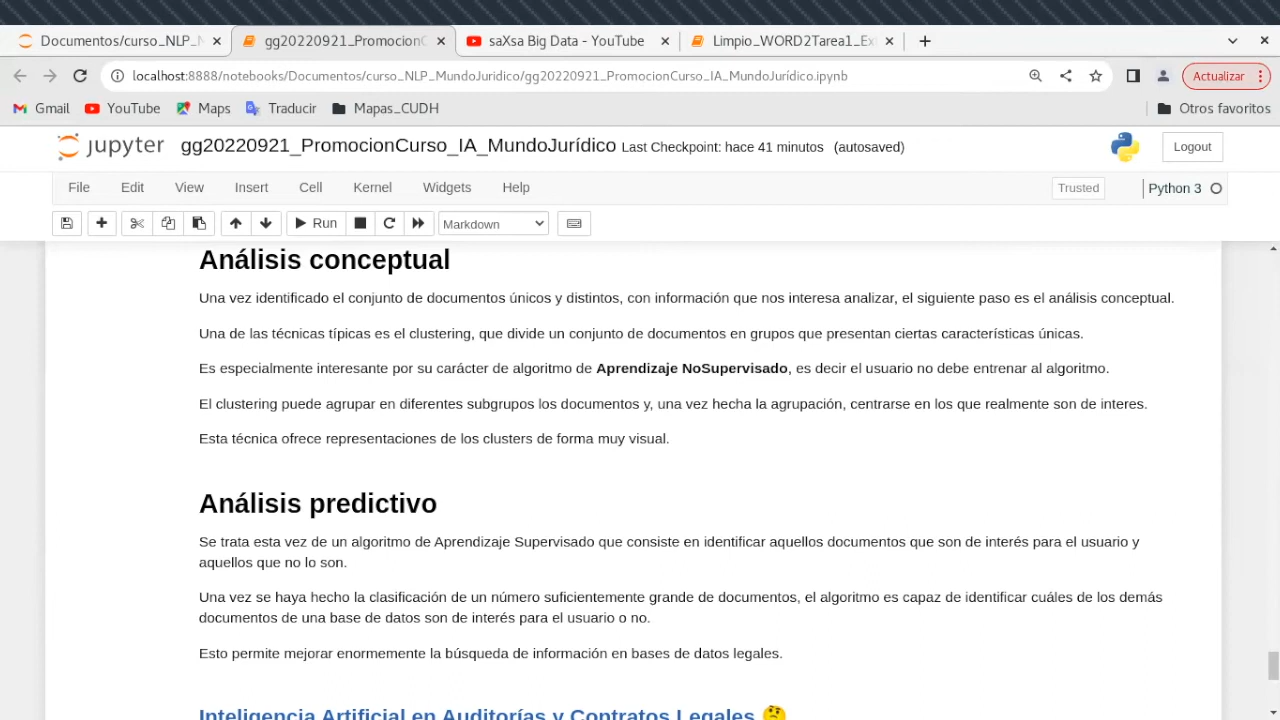 Documentos/curso_NLP_M
gg20220921_PromocionC
saXsa Big Data - YouTube
Limpio_WORD2Tarea1_Ex
localhost:8888/notebooks/Documentos/curso_NLP_MundoJuridico/gg20220921_PromocionCurso_IA_MundoJurídico.ipynb
Actualizar
Gmail YouTube Maps Traducir Mapas_CUDH Otros favoritos
jupyter gg20220921_PromocionCurso_IA_MundoJurídico Last Checkpoint: hace 41 minutos (autosaved) Logout
File Edit View Insert Cell Kernel Widgets Help Trusted Python 3
Run Markdown
Análisis conceptual
Una vez identificado el conjunto de documentos únicos y distintos, con información que nos interesa analizar, el siguiente paso es el análisis conceptual.
Una de las técnicas típicas es el clustering, que divide un conjunto de documentos en grupos que presentan ciertas características únicas.
Es especialmente interesante por su carácter de algoritmo de Aprendizaje NoSupervisado, es decir el usuario no debe entrenar al algoritmo.
El clustering puede agrupar en diferentes subgrupos los documentos y, una vez hecha la agrupación, centrarse en los que realmente son de interes.
Esta técnica ofrece representaciones de los clusters de forma muy visual.
Análisis predictivo
Se trata esta vez de un algoritmo de Aprendizaje Supervisado que consiste en identificar aquellos documentos que son de interés para el usuario y
aquellos que no lo son.
Una vez se haya hecho la clasificación de un número suficientemente grande de documentos, el algoritmo es capaz de identificar cuáles de los demás
documentos de una base de datos son de interés para el usuario o no.
Esto permite mejorar enormemente la búsqueda de información en bases de datos legales.
Inteligencia Artificial en Auditorías y Contratos Legales 🤔